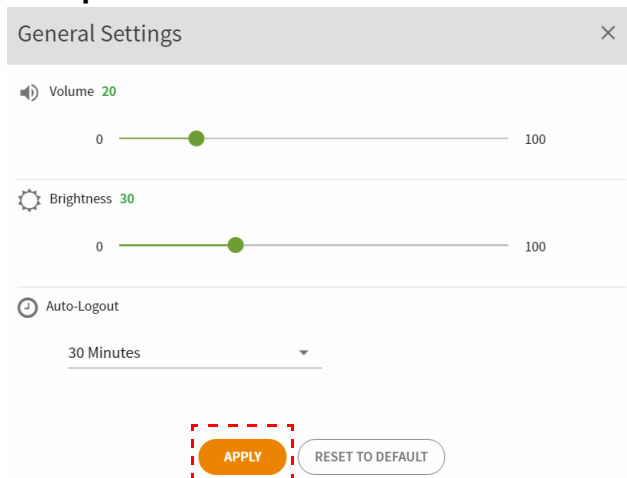 General Settings
Volume 20
0 100
Brightness 30
0 100
Auto-Logout
30 Minutes
APPLY RESET TO DEFAULT